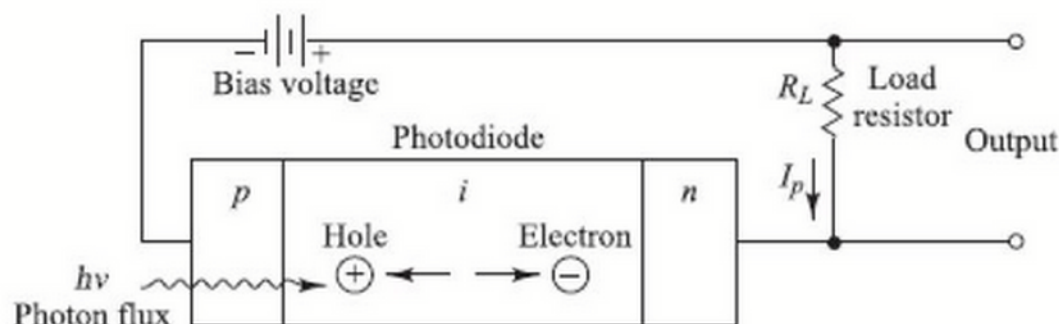 − +
Bias voltage
R_L
Load
resistor
Output
Photodiode
p
i
n
I_p
Hole
Electron
+
−
hν
Photon flux